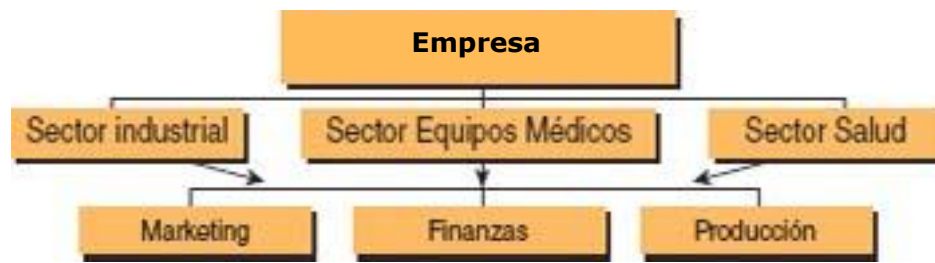 Empresa
Sector industrial
Sector Equipos Médicos
Sector Salud
Marketing
Finanzas
Producción